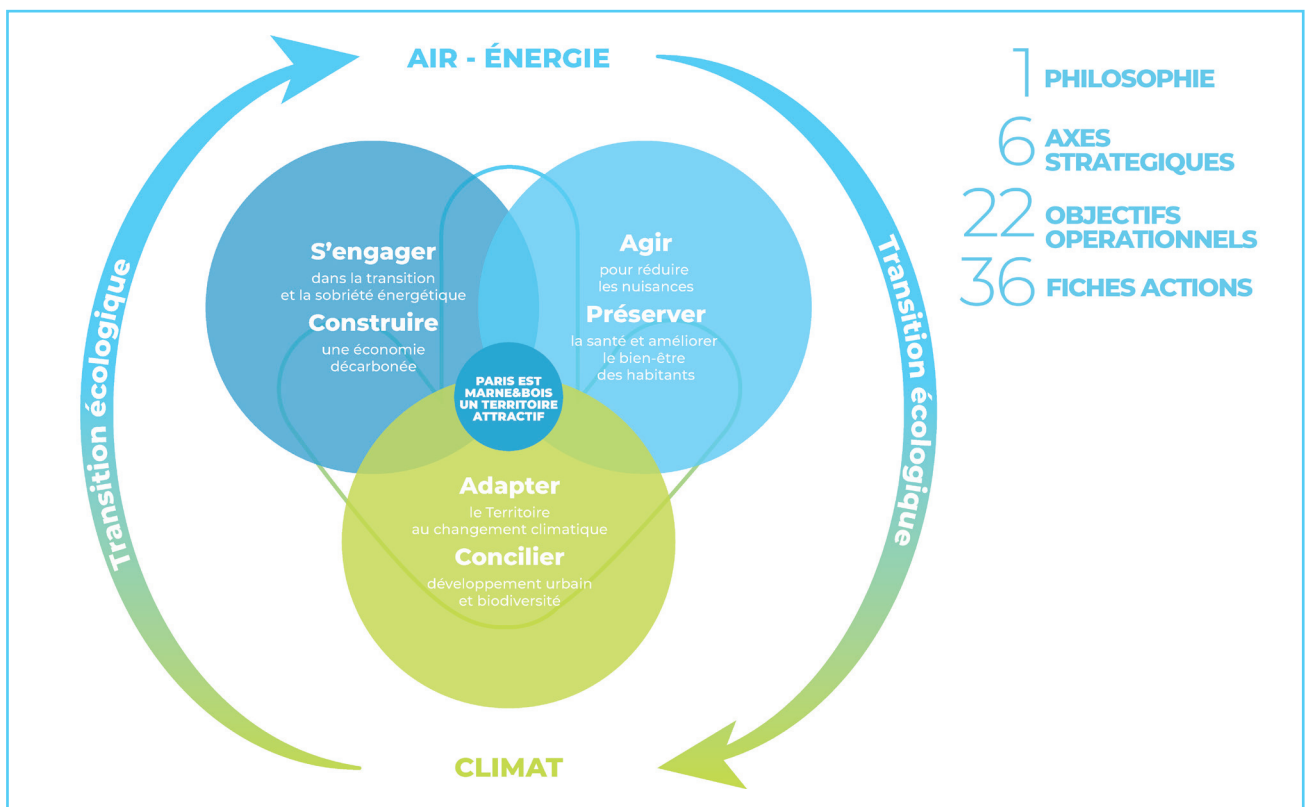 AIR - ÉNERGIE
Transition écologique
S'engager
dans la transition
et la sobriété énergétique
Construire
une économie
décarbonée
Agir
pour réduire
les nuisances
Préserver
la santé et améliorer
le bien-être
des habitants
PARIS EST
MARNE&BOIS
UN TERRITOIRE
ATTRACTIF
Adapter
le Territoire
au changement climatique
Concilier
développement urbain
et biodiversité
Transition écologique
CLIMAT
1 PHILOSOPHIE
6 AXES
STRATEGIQUES
22 OBJECTIFS
OPERATIONNELS
36 FICHES ACTIONS